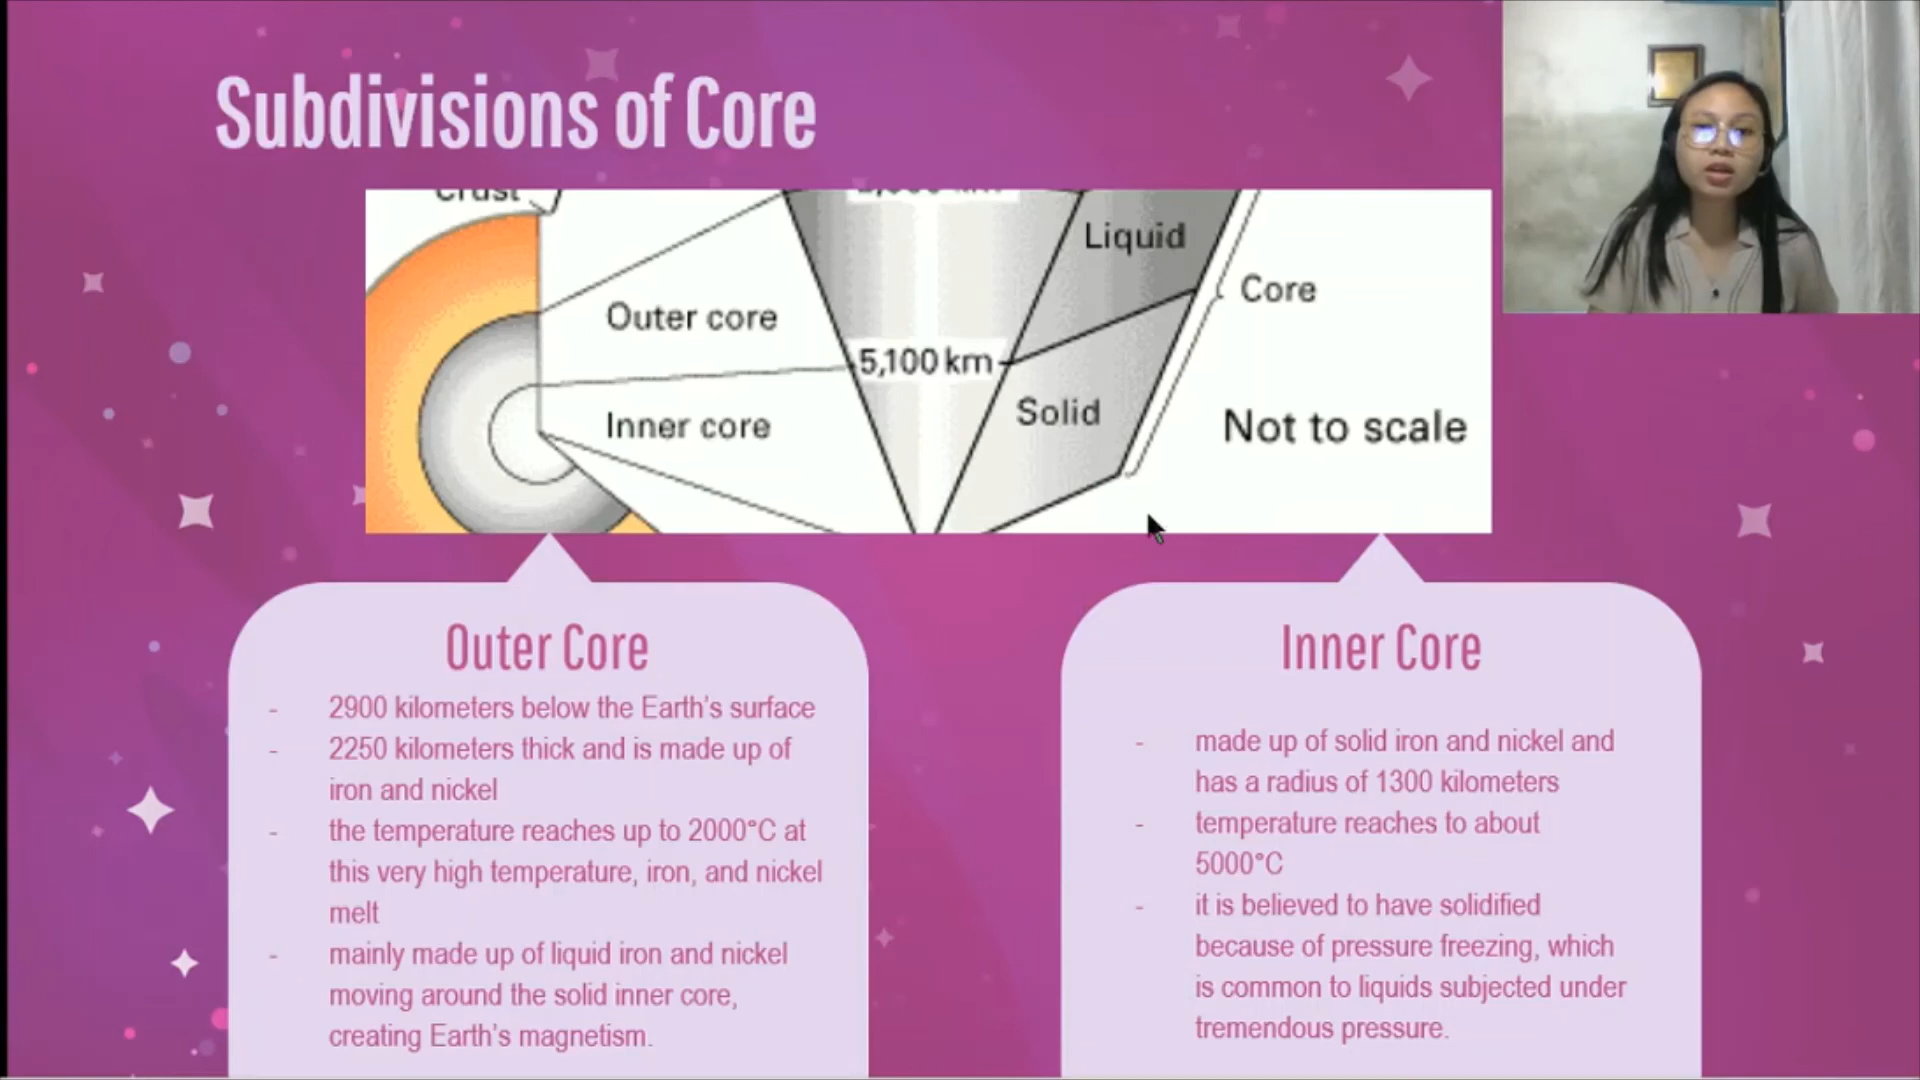 Subdivisions of Core
Crust
Liquid
Core
Outer core
5,100 km
Solid
Inner core
Not to scale
Outer Core
- 2900 kilometers below the Earth's surface
- 2250 kilometers thick and is made up of
iron and nickel
- the temperature reaches up to 2000°C at
this very high temperature, iron, and nickel
melt
- mainly made up of liquid iron and nickel
moving around the solid inner core,
creating Earth's magnetism.
Inner Core
- made up of solid iron and nickel and
has a radius of 1300 kilometers
- temperature reaches to about
5000°C
- it is believed to have solidified
because of pressure freezing, which
is common to liquids subjected under
tremendous pressure.